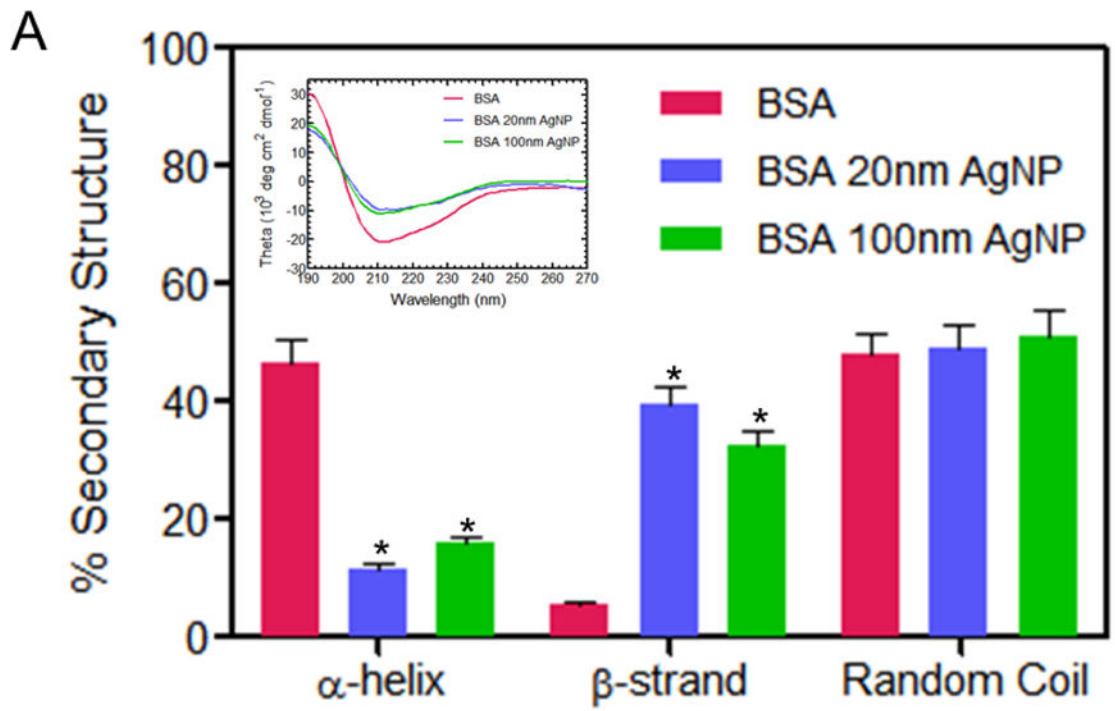 A
% Secondary Structure
100
80
60
40
20
0
Theta (10³ deg cm² dmol⁻¹)
30
20
10
0
-10
-20
-30
190 200 210 220 230 240 250 260 270
Wavelength (nm)
BSA
BSA 20nm AgNP
BSA 100nm AgNP
BSA
BSA 20nm AgNP
BSA 100nm AgNP
* * * *
α-helix β-strand Random Coil